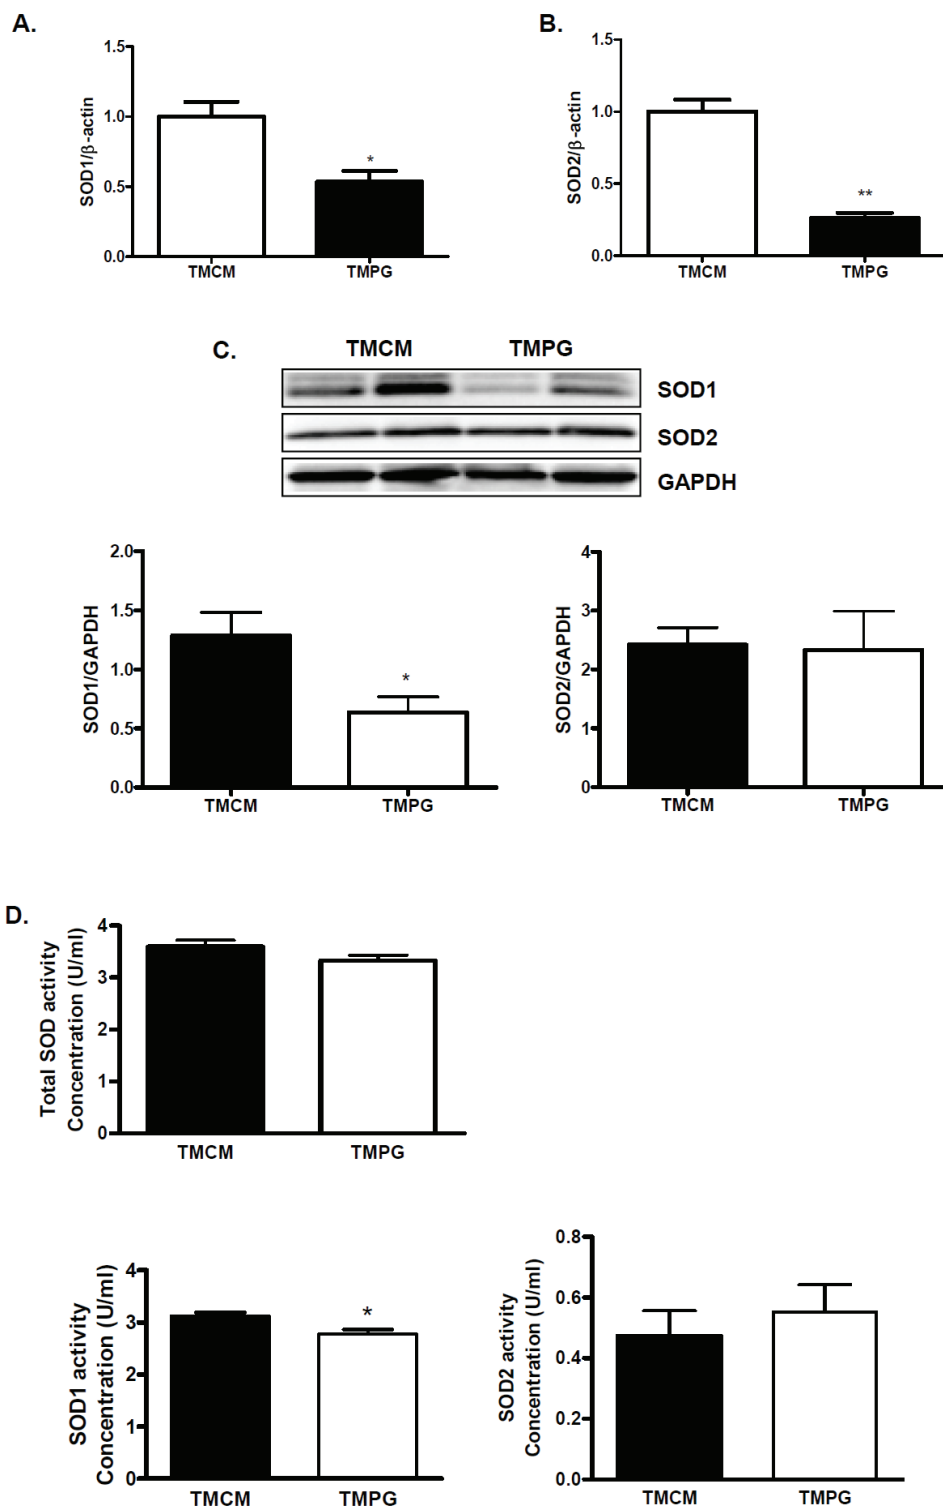 A.
B.
1.5
1.0
0.5
0.0
SOD1/β-actin
*
TMCM
TMPG
1.5
1.0
0.5
0.0
SOD2/β-actin
**
TMCM
TMPG
C.
TMCM
TMPG
SOD1
SOD2
GAPDH
2.0
1.5
1.0
0.5
0.0
SOD1/GAPDH
*
TMCM
TMPG
4
3
2
1
0
SOD2/GAPDH
TMCM
TMPG
D.
4
3
2
1
0
Total SOD activity
Concentration (U/ml)
TMCM
TMPG
4
3
2
1
0
SOD1 activity
Concentration (U/ml)
*
TMCM
TMPG
0.8
0.6
0.4
0.2
0.0
SOD2 activity
Concentration (U/ml)
TMCM
TMPG